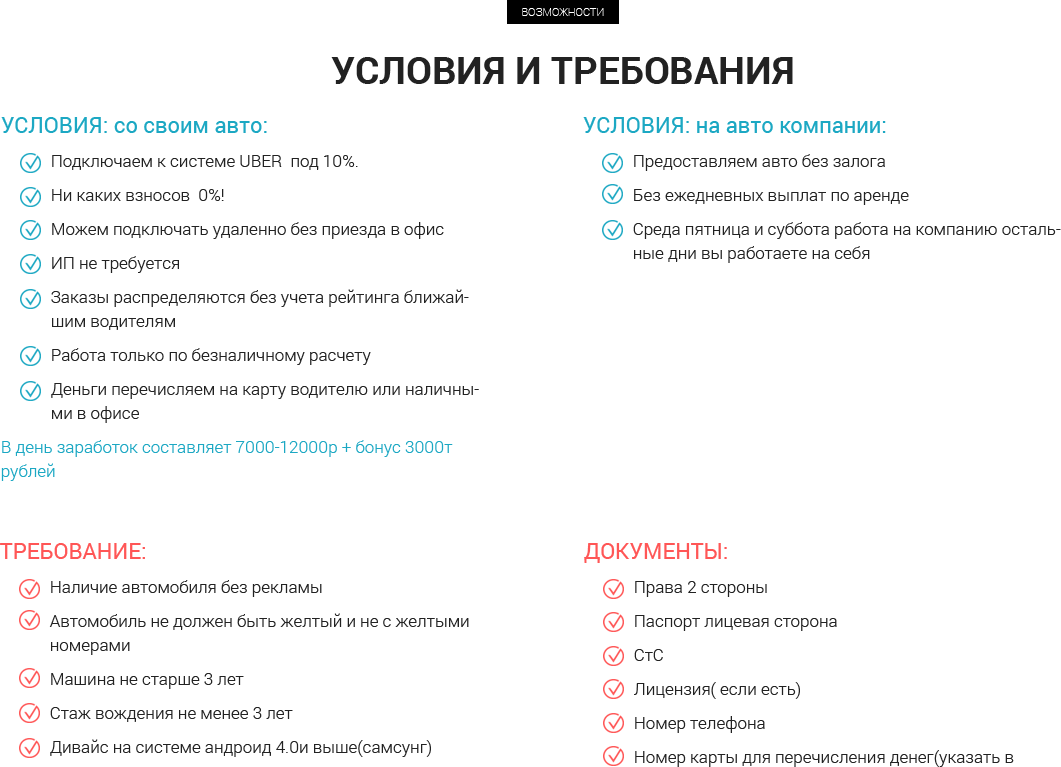 ВОЗМОЖНОСТИ
УСЛОВИЯ И ТРЕБОВАНИЯ
УСЛОВИЯ: со своим авто:
Подключаем к системе UBER под 10%.
Ни каких взносов 0%!
Можем подключать удаленно без приезда в офис
ИП не требуется
Заказы распределяются без учета рейтинга ближай-
шим водителям
Работа только по безналичному расчету
Деньги перечисляем на карту водителю или наличны-
ми в офисе
В день заработок составляет 7000-12000р + бонус 3000т
рублей
УСЛОВИЯ: на авто компании:
Предоставляем авто без залога
Без ежедневных выплат по аренде
Среда пятница и суббота работа на компанию осталь-
ные дни вы работаете на себя
ТРЕБОВАНИЕ:
Наличие автомобиля без рекламы
Автомобиль не должен быть желтый и не с желтыми
номерами
Машина не старше 3 лет
Стаж вождения не менее 3 лет
Дивайс на системе андроид 4.0и выше(самсунг)
ДОКУМЕНТЫ:
Права 2 стороны
Паспорт лицевая сторона
СтС
Лицензия( если есть)
Номер телефона
Номер карты для перечисления денег(указать в